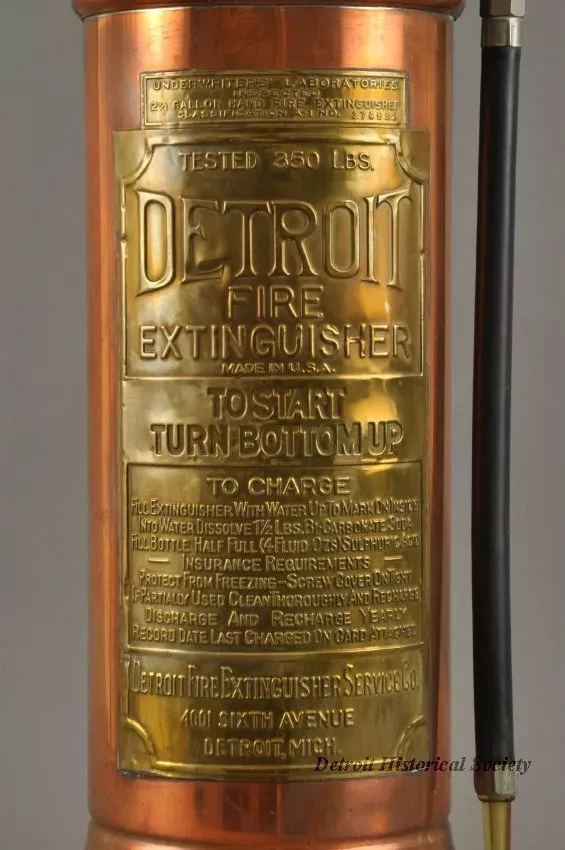 UNDERWRITERS' LABORATORIES
INSPECTED
2½ GALLON HAND FIRE EXTINGUISHER
CLASSIFICATION NO.
TESTED 350 LBS.
DETROIT
FIRE
EXTINGUISHER
MADE IN U.S.A.
TO START
TURN BOTTOM UP
TO CHARGE
FILL EXTINGUISHER WITH WATER UP TO MARK ON INSIDE
INTO WATER DISSOLVE 1½ LBS. BI-CARBONATE SODA
FILL BOTTLE HALF FULL (4 FLUID OZS) SULPHURIC ACID
— INSURANCE REQUIREMENTS —
PROTECT FROM FREEZING—SCREW COVER ON TIGHT
IF PARTIALLY USED CLEAN THOROUGHLY AND RECHARGE
DISCHARGE AND RECHARGE YEARLY
RECORD DATE LAST CHARGED ON CARD ATTACHED
DETROIT FIRE EXTINGUISHER SERVICE CO.
4001 SIXTH AVENUE
DETROIT, MICH.
Detroit Historical Society